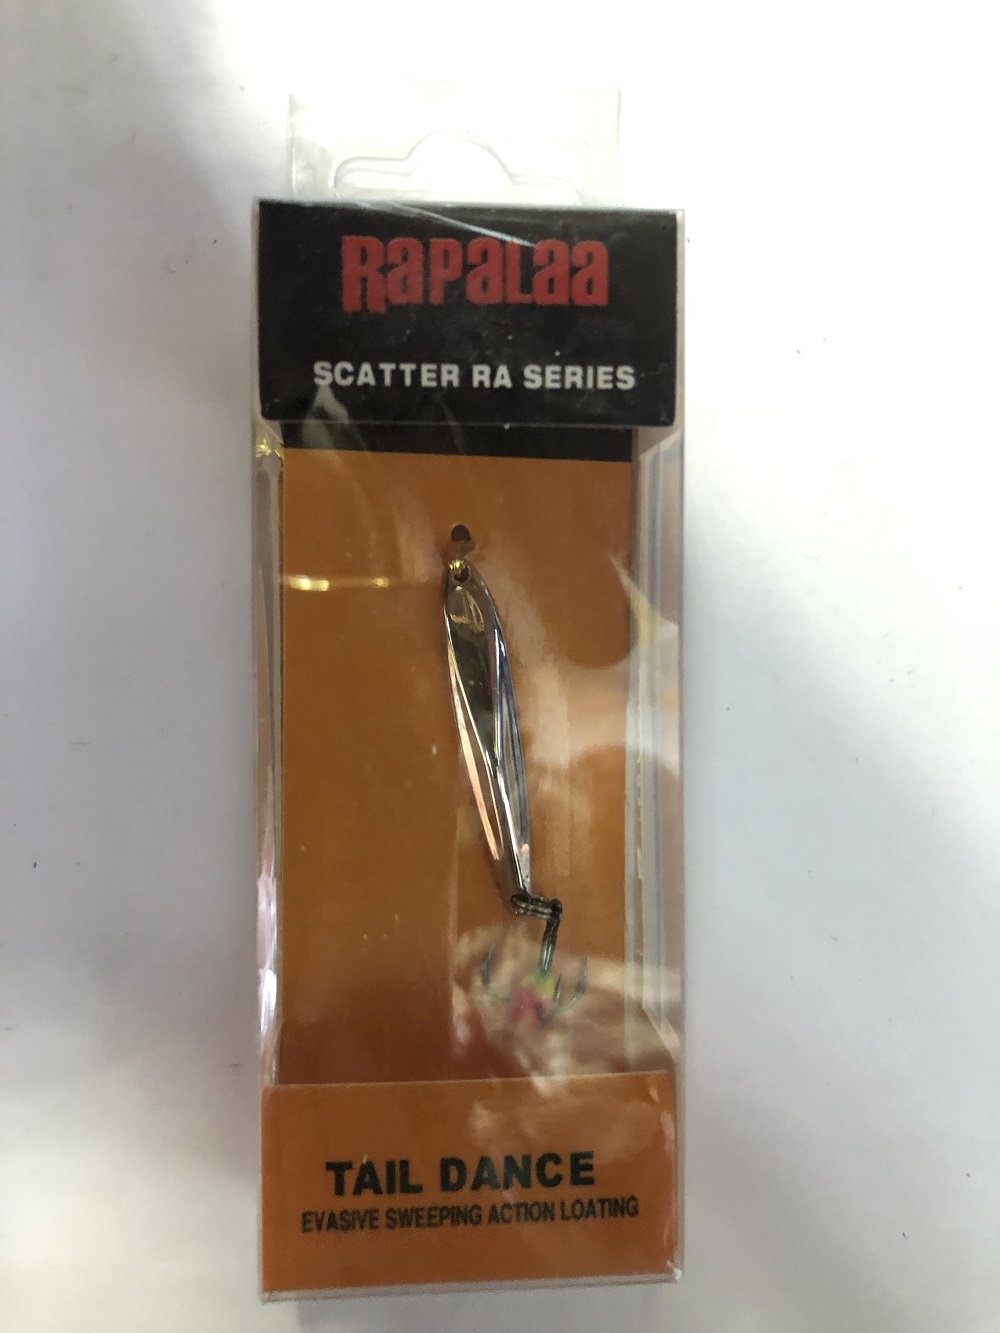 RAPALAA
SCATTER RA SERIES
TAIL DANCE
EVASIVE SWEEPING ACTION LOATING